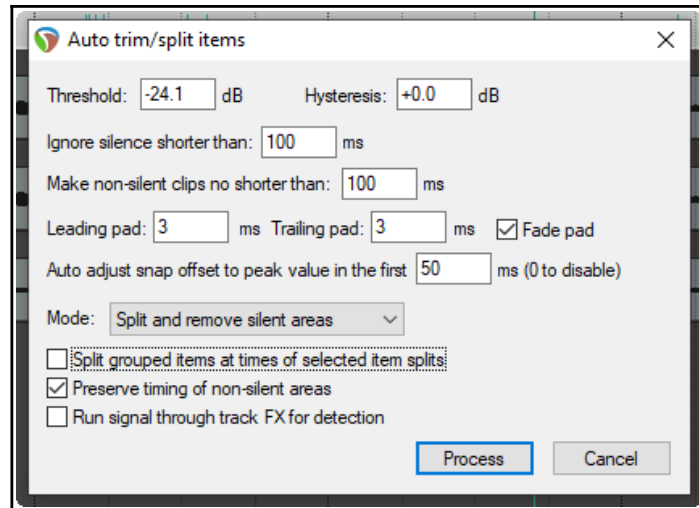 Auto trim/split items
Threshold: -24.1 dB Hysteresis: +0.0 dB
Ignore silence shorter than: 100 ms
Make non-silent clips no shorter than: 100 ms
Leading pad: 3 ms Trailing pad: 3 ms Fade pad
Auto adjust snap offset to peak value in the first 50 ms (0 to disable)
Mode: Split and remove silent areas
Split grouped items at times of selected item splits
Preserve timing of non-silent areas
Run signal through track FX for detection
Process Cancel